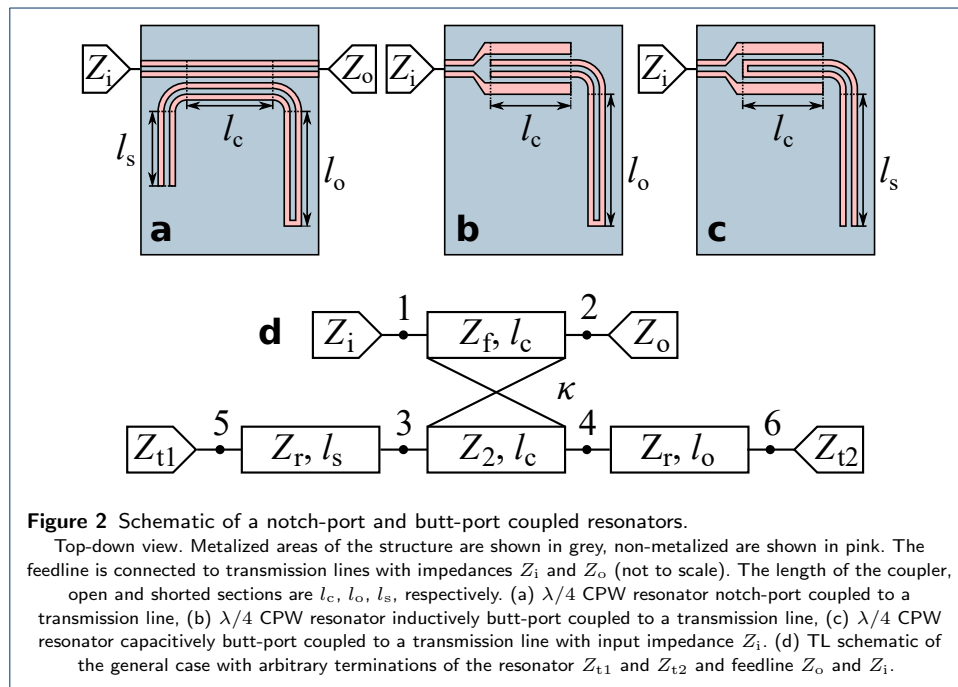 Z_i Z_o Z_i Z_i
l_c l_c l_c
l_s l_o l_o l_s
a b c
d Z_i 1 Z_f, l_c 2 Z_o
κ
Z_t1 5 Z_r, l_s 3 Z_2, l_c 4 Z_r, l_o 6 Z_t2
Figure 2 Schematic of a notch-port and butt-port coupled resonators.
Top-down view. Metalized areas of the structure are shown in grey, non-metalized are shown in pink. The
feedline is connected to transmission lines with impedances Z_i and Z_o (not to scale). The length of the coupler,
open and shorted sections are l_c, l_o, l_s, respectively. (a) λ/4 CPW resonator notch-port coupled to a
transmission line, (b) λ/4 CPW resonator inductively butt-port coupled to a transmission line, (c) λ/4 CPW
resonator capacitively butt-port coupled to a transmission line with input impedance Z_i. (d) TL schematic of
the general case with arbitrary terminations of the resonator Z_t1 and Z_t2 and feedline Z_o and Z_i.